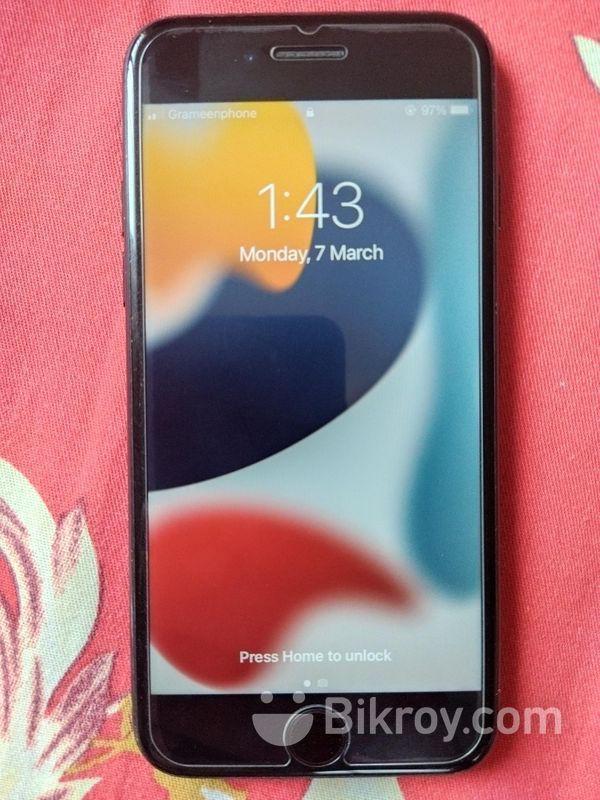 Grameenphone 97%
1:43
Monday, 7 March
Press Home to unlock
Bikroy.com